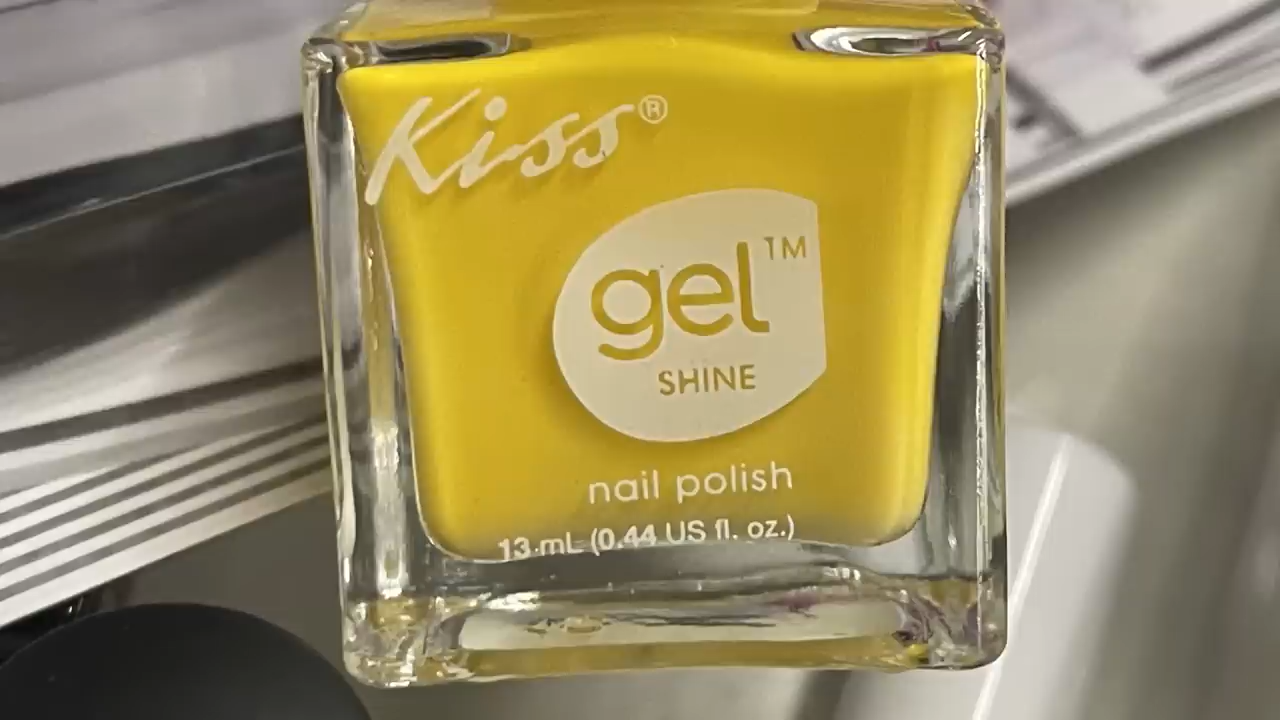 Kiss®
gel™
SHINE
nail polish
13 mL (0.44 US fl. oz.)